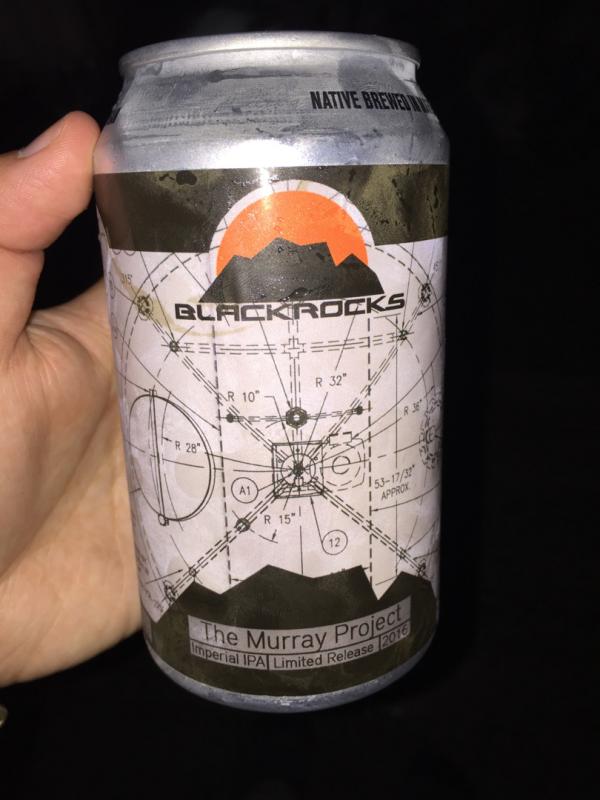 NATIVE BREWED IN
BLACKROCKS
R 10"
R 32"
R 36"
R 28"
53-17/32"
APPROX.
A1
R 15"
12
The Murray Project
Imperial IPA Limited Release 2016